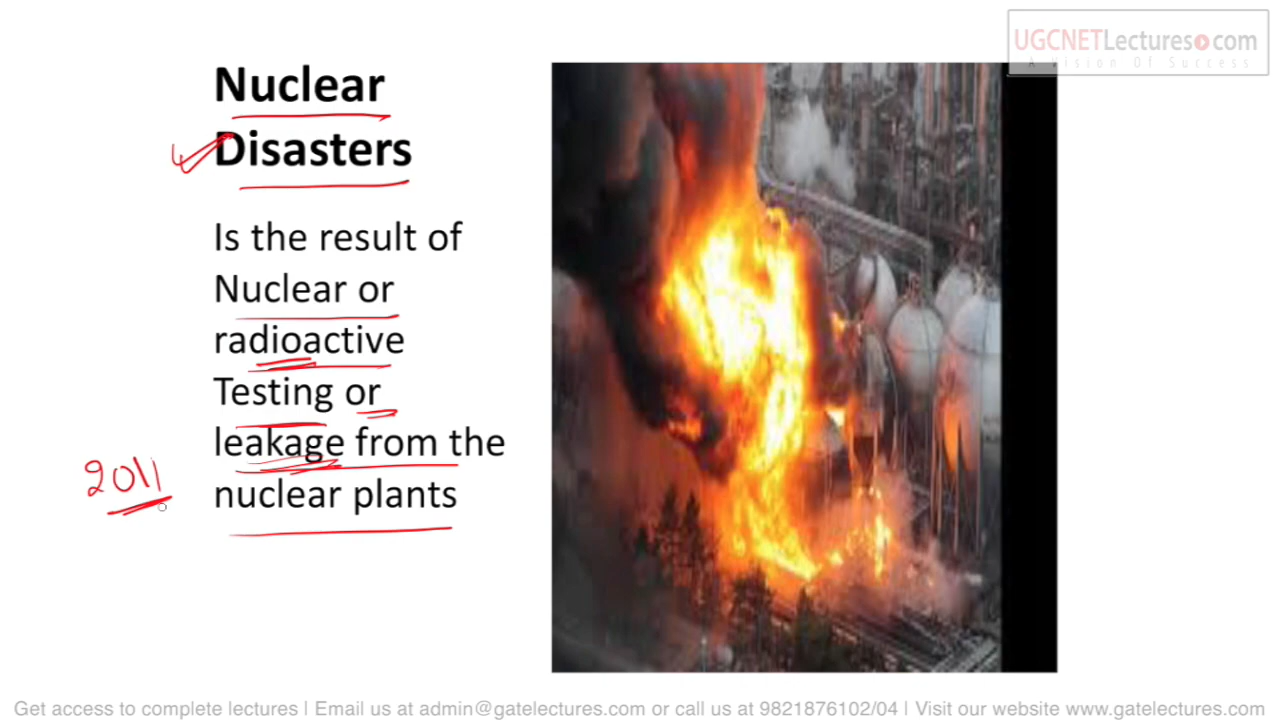 UGCNETLectures.com
A Vision Of Success
Nuclear
Disasters
Is the result of
Nuclear or
radioactive
Testing or
leakage from the
nuclear plants
2011
Get access to complete lectures | Email us at admin@gatelectures.com or call us at 9821876102/04 | Visit our website www.gatelectures.com